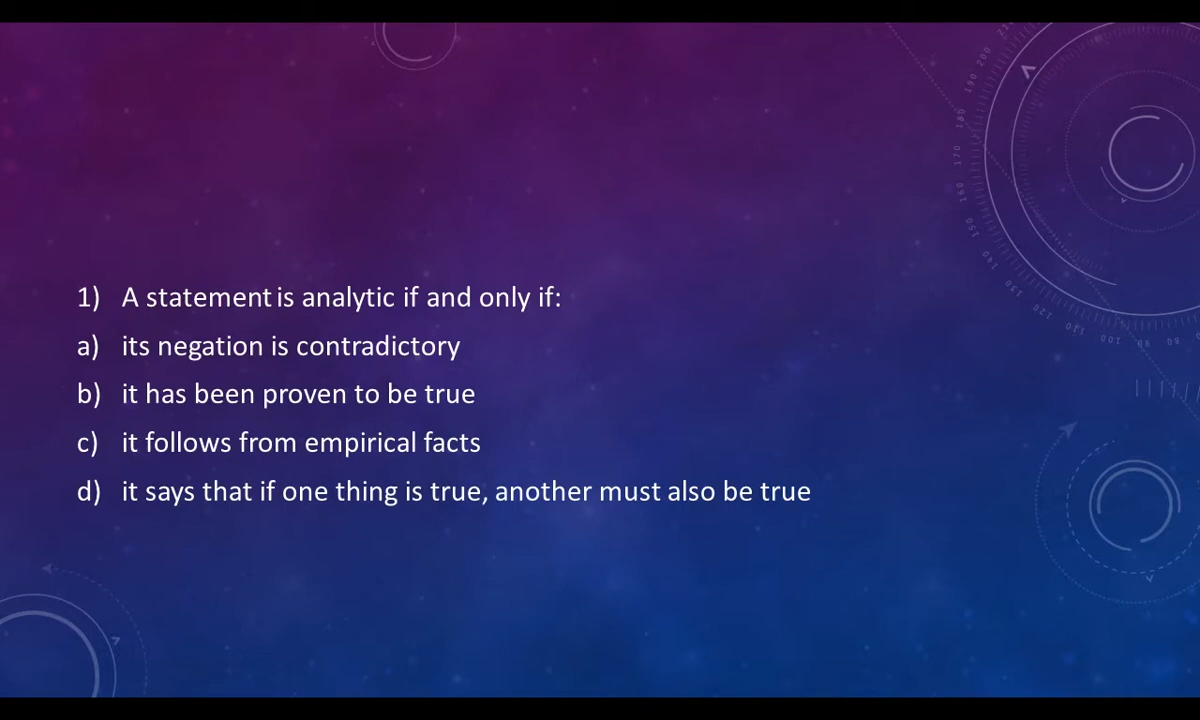 1) A statement is analytic if and only if:
a) its negation is contradictory
b) it has been proven to be true
c) it follows from empirical facts
d) it says that if one thing is true, another must also be true